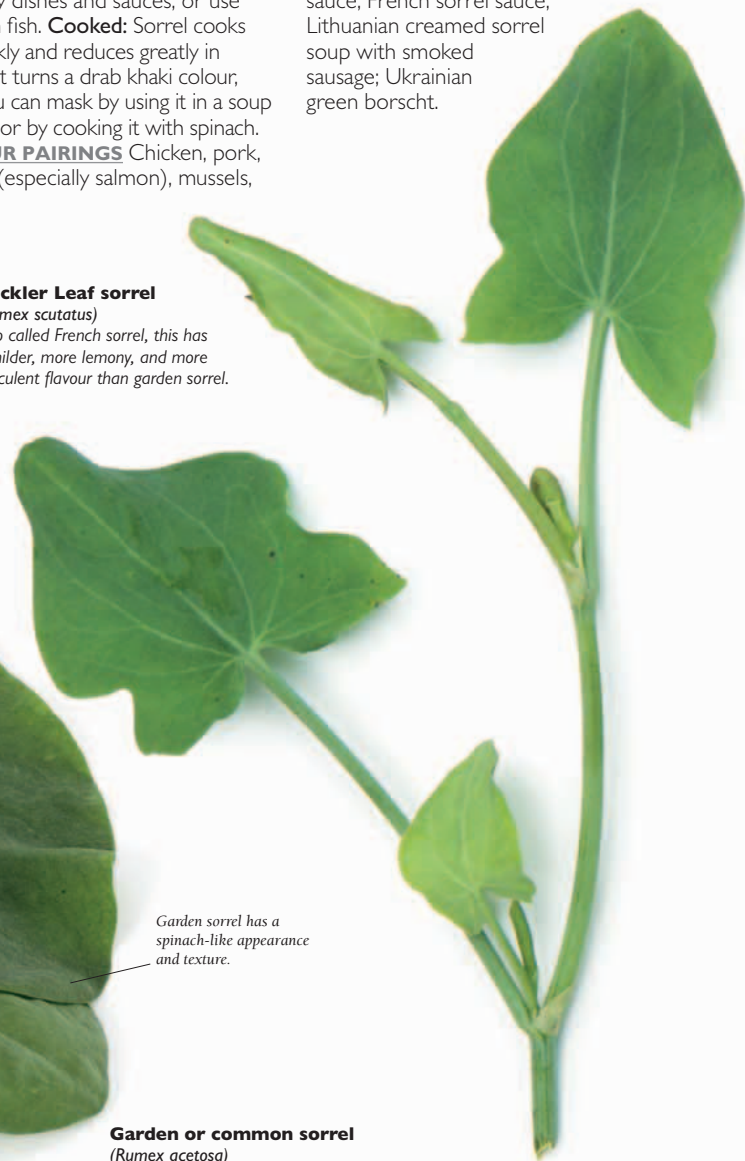 y dishes and sauces, or use
fish. Cooked: Sorrel cooks
kly and reduces greatly in
t turns a drab khaki colour,
u can mask by using it in a soup
or by cooking it with spinach.
UR PAIRINGS Chicken, pork,
(especially salmon), mussels,
sauce; French sorrel sauce;
Lithuanian creamed sorrel
soup with smoked
sausage; Ukrainian
green borscht.
ckler Leaf sorrel
mex scutatus)
o called French sorrel, this has
milder, more lemony, and more
culent flavour than garden sorrel.
Garden sorrel has a
spinach-like appearance
and texture.
Garden or common sorrel
(Rumex acetosa)